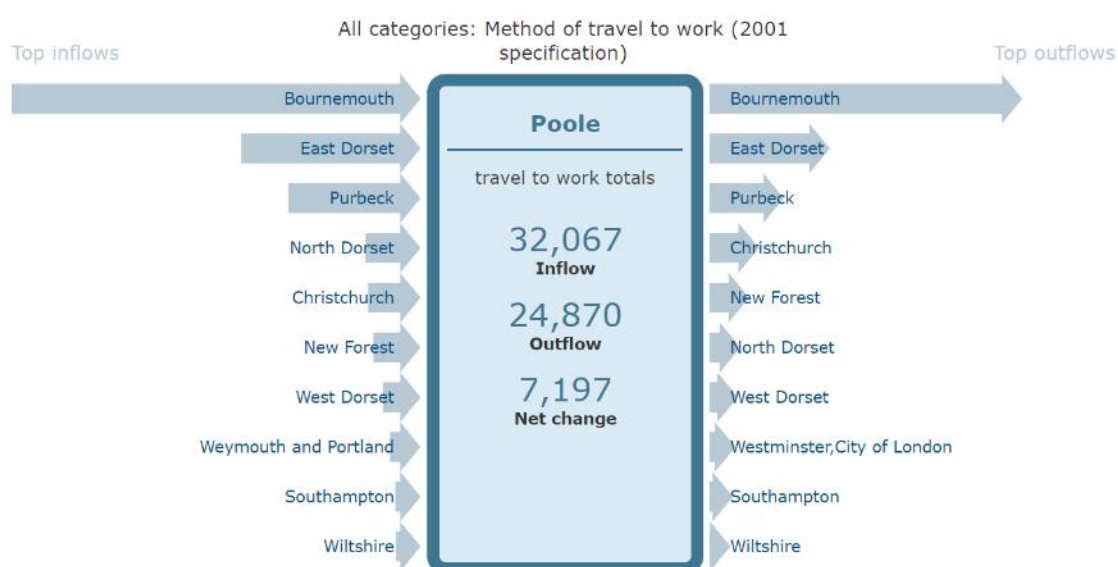 All categories: Method of travel to work (2001
specification)
Top inflows
Top outflows
Bournemouth
East Dorset
Purbeck
North Dorset
Christchurch
New Forest
West Dorset
Weymouth and Portland
Southampton
Wiltshire
Poole
travel to work totals
32,067
Inflow
24,870
Outflow
7,197
Net change
Bournemouth
East Dorset
Purbeck
Christchurch
New Forest
North Dorset
West Dorset
Westminster,City of London
Southampton
Wiltshire